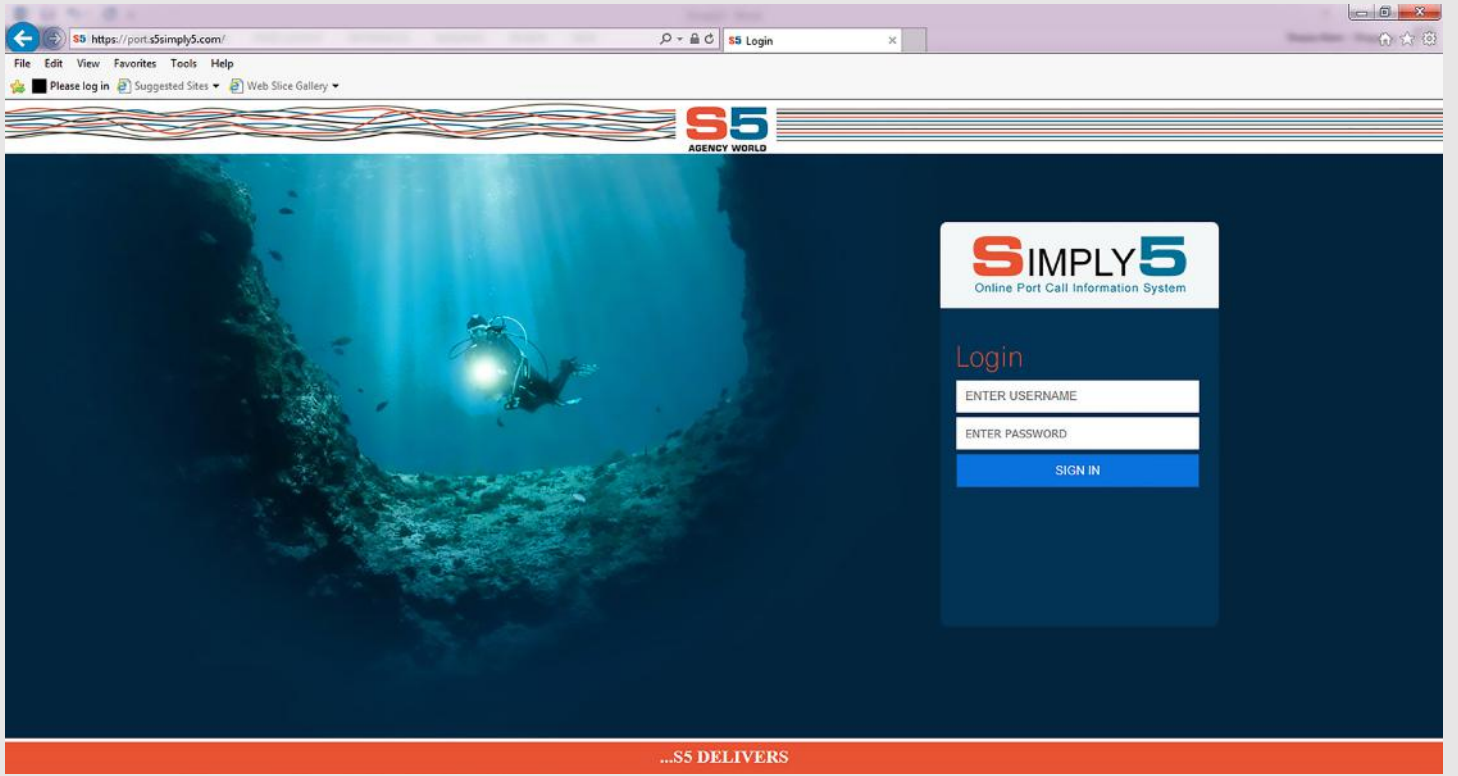 S5 https://port.s5simply5.com/
S5 Login
File Edit View Favorites Tools Help
Please log in Suggested Sites Web Slice Gallery
S5
AGENCY WORLD
SIMPLY5
Online Port Call Information System
Login
ENTER USERNAME
ENTER PASSWORD
SIGN IN
...S5 DELIVERS